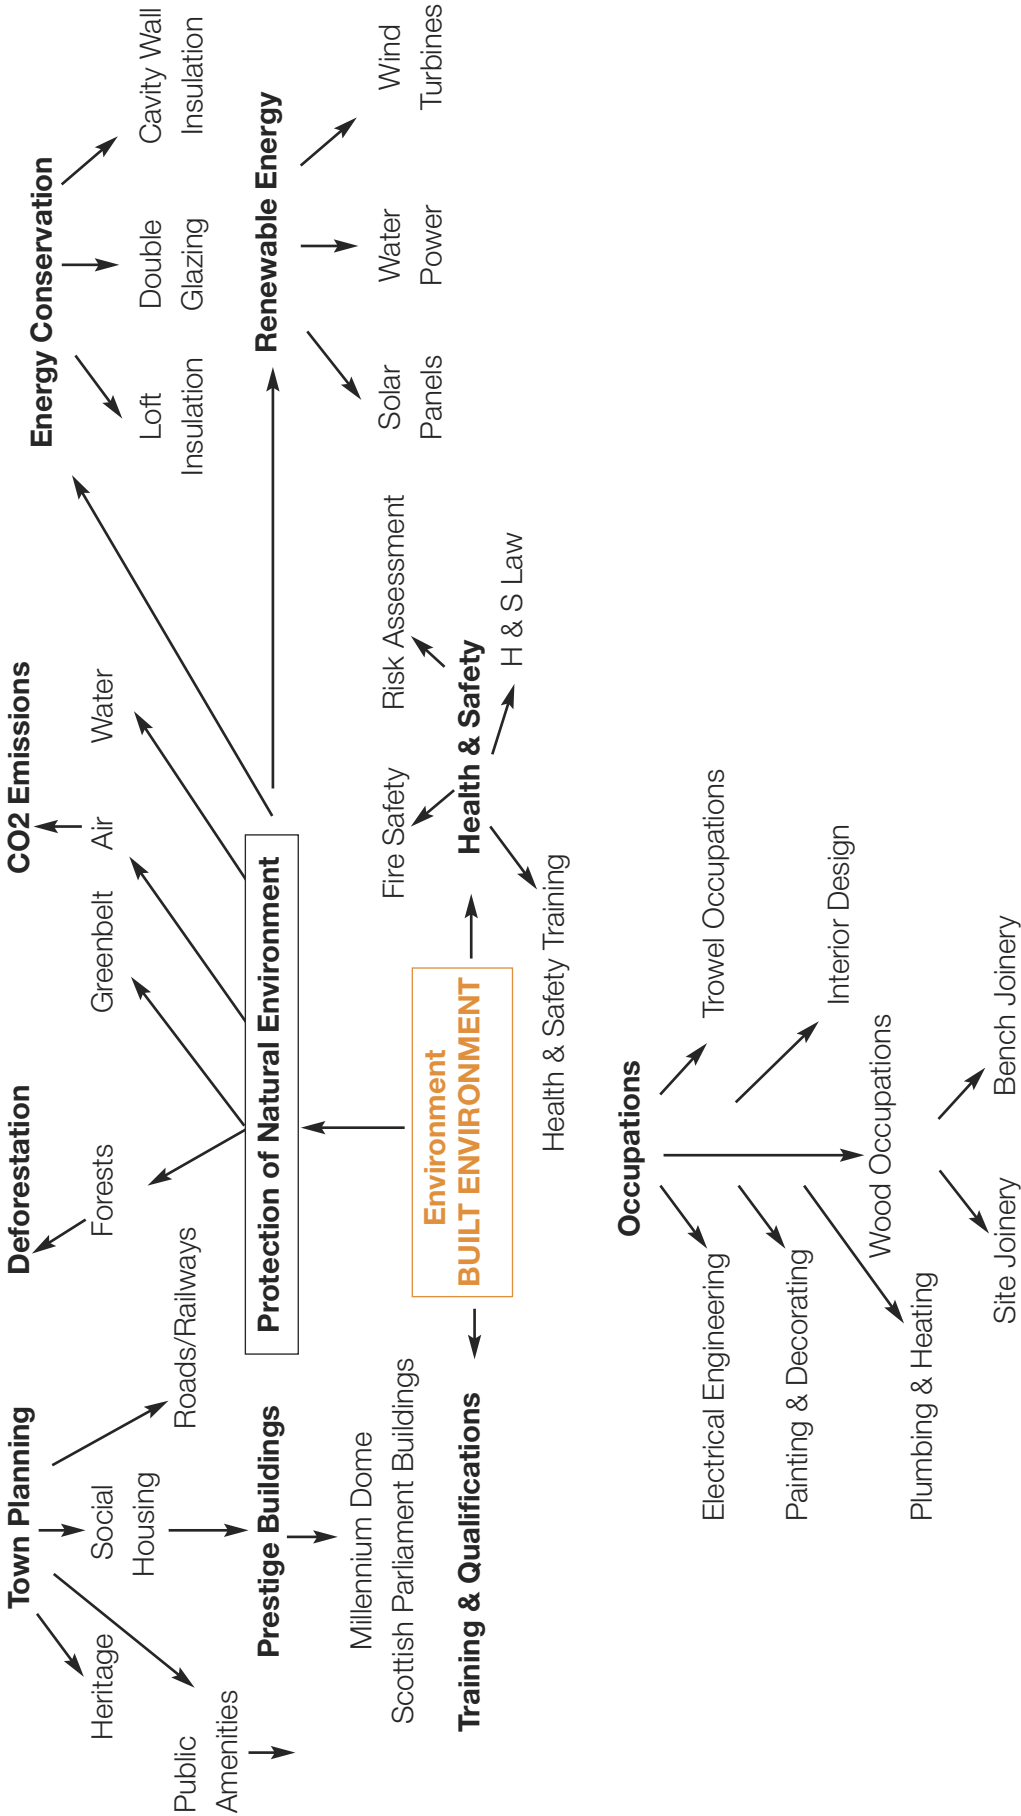 Town Planning
Heritage
Social
Housing
Roads/Railways
Public
Amenities
Prestige Buildings
Millennium Dome
Scottish Parliament Buildings
Training & Qualifications
Deforestation
Forests
Greenbelt
CO2 Emissions
Air
Water
Protection of Natural Environment
Environment
BUILT ENVIRONMENT
Energy Conservation
Loft
Insulation
Double
Glazing
Cavity Wall
Insulation
Renewable Energy
Solar
Panels
Water
Power
Wind
Turbines
Fire Safety
Risk Assessment
Health & Safety
H & S Law
Health & Safety Training
Occupations
Electrical Engineering
Trowel Occupations
Painting & Decorating
Interior Design
Wood Occupations
Plumbing & Heating
Site Joinery
Bench Joinery